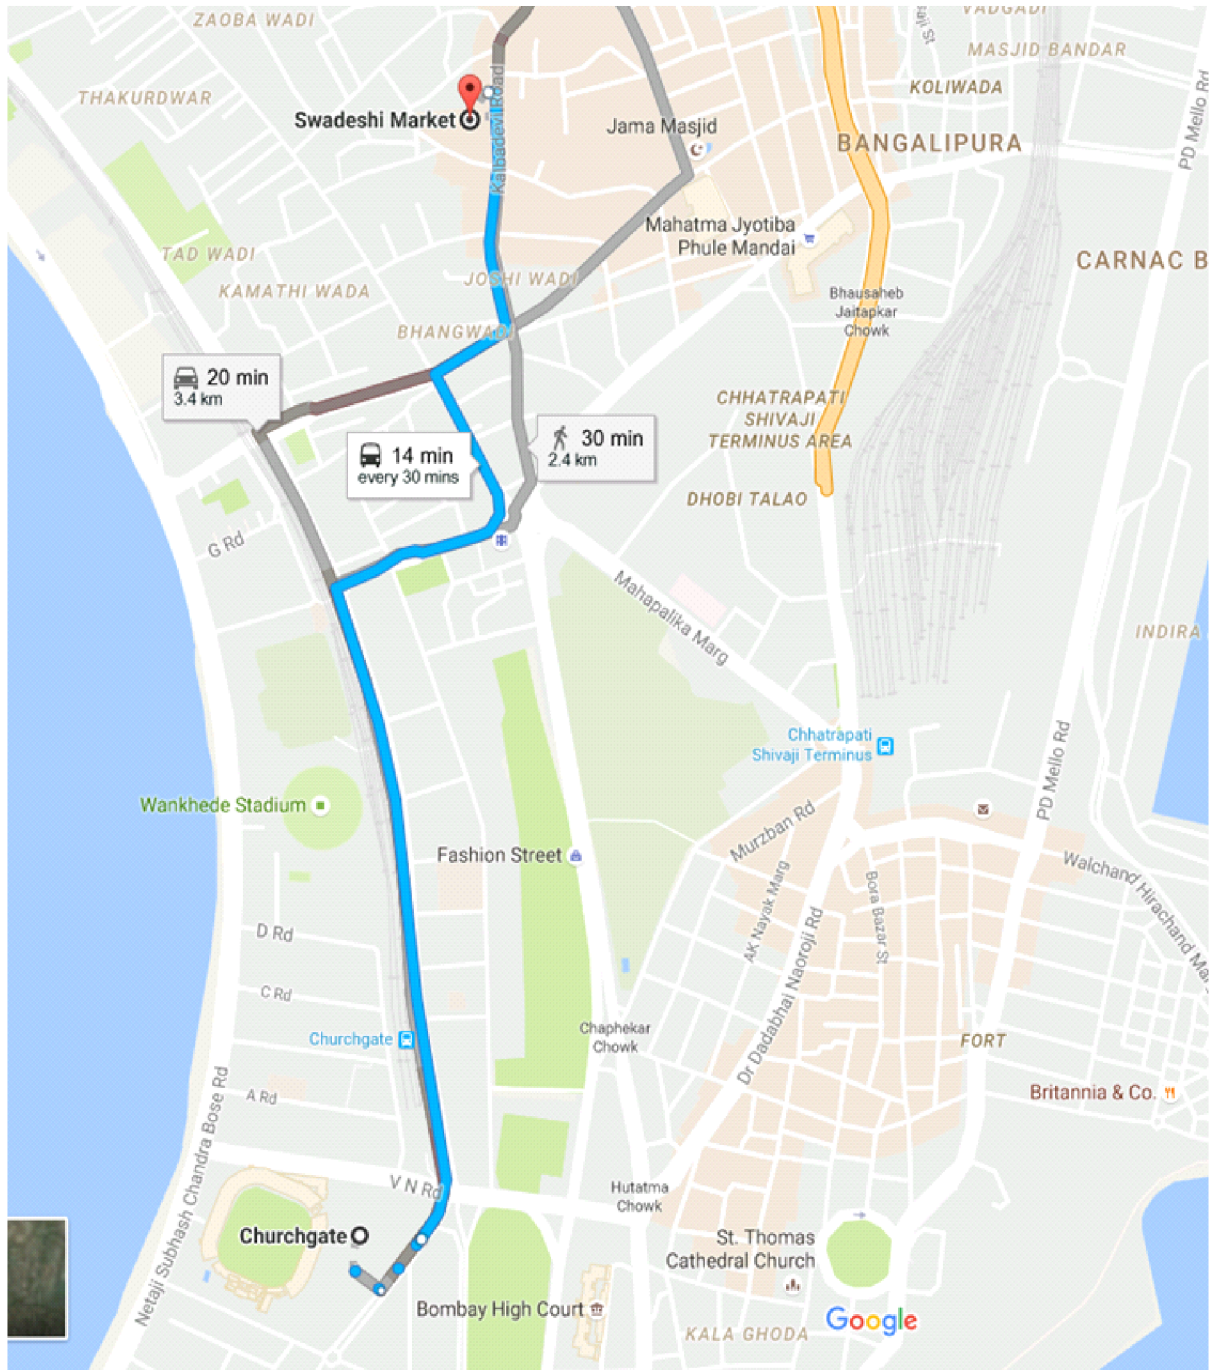 ZAOBA WADI
VADGADI
MASJID BANDAR
THAKURDWAR
KOLIWADA
Swadeshi Market
Kalbadevi Road
Jama Masjid
BANGALIPURA
PD Mello Rd
Mahatma Jyotiba
Phule Mandai
TAD WADI
KAMATHI WADA
JOSHI WADI
CARNAC B
Bhausaheb
Jaitapkar
Chowk
BHANGWADI
20 min
3.4 km
CHHATRAPATI
SHIVAJI
TERMINUS AREA
14 min
every 30 mins
30 min
2.4 km
DHOBI TALAO
G Rd
Mahapalika Marg
INDIRA
Chhatrapati
Shivaji Terminus
PD Mello Rd
Wankhede Stadium
Murzban Rd
Fashion Street
Walchand Hirachand Mar
AK Nayak Marg
Bora Bazar St
D Rd
Dr Dadabhai Naoroji Rd
C Rd
Churchgate
Chaphekar
Chowk
FORT
A Rd
Britannia & Co.
Netaji Subhash Chandra Bose Rd
V N Rd
Hutatma
Chowk
Churchgate
St. Thomas
Cathedral Church
Bombay High Court
Google
KALA GHODA